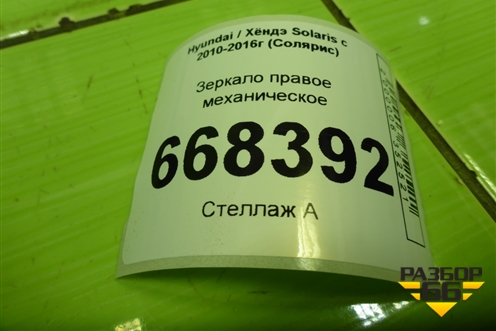 Hyundai / Хёндэ Solaris с
2010-2016г (Солярис)
Зеркало правое
механическое
668392
Стеллаж А
РАЗБОР
66